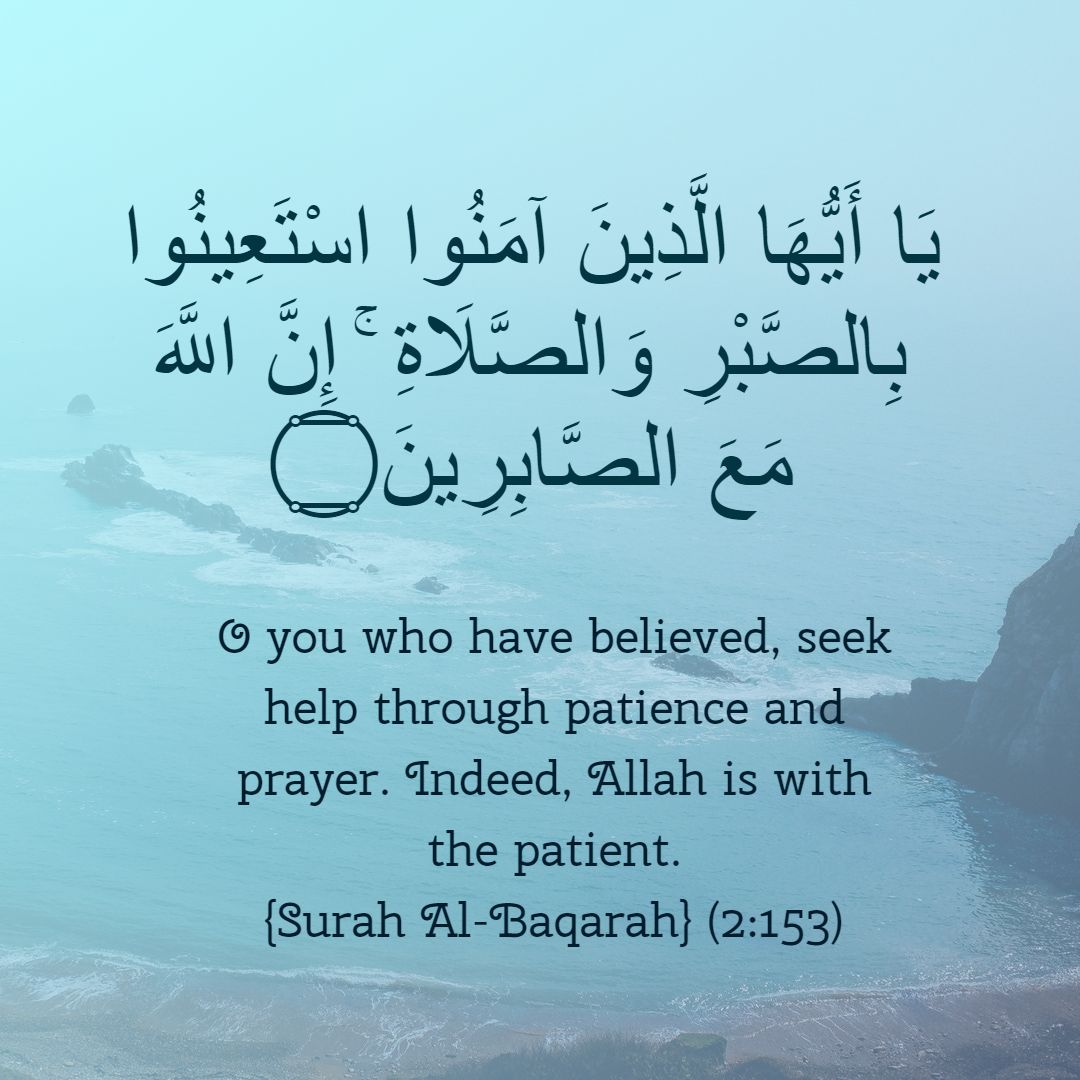 يَا أَيُّهَا الَّذِينَ آمَنُوا اسْتَعِينُوا
بِالصَّبْرِ وَالصَّلَاةِ ۚ إِنَّ اللَّهَ
مَعَ الصَّابِرِينَ۝
O you who have believed, seek
help through patience and
prayer. Indeed, Allah is with
the patient.
{Surah Al-Baqarah} (2:153)